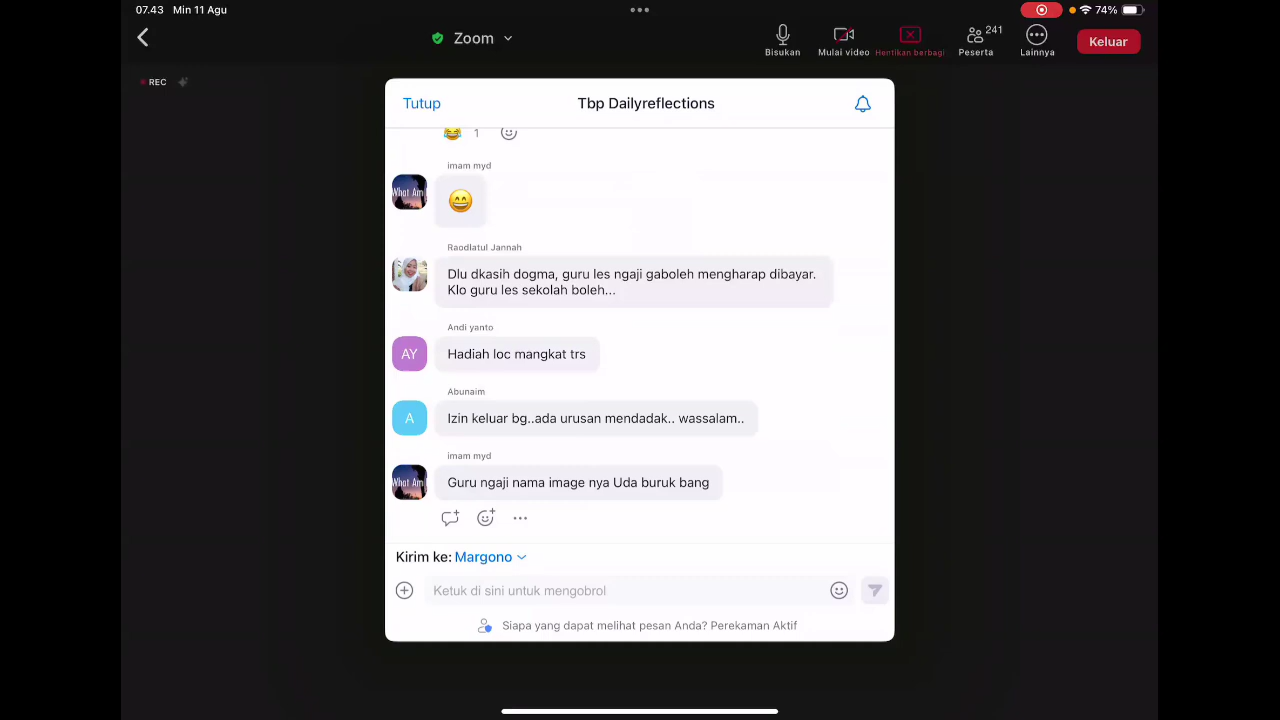 07.43 Min 11 Agu
74%
Zoom
Bisukan
Mulai video
Hentikan berbagi
241
Peserta
Lainnya
Keluar
REC
Tutup
Tbp Dailyreflections
1
imam myd
What Am I
Raodlatul Jannah
Dlu dkasih dogma, guru les ngaji gaboleh mengharap dibayar.
Klo guru les sekolah boleh...
Andi yanto
AY
Hadiah loc mangkat trs
Abunaim
A
Izin keluar bg..ada urusan mendadak.. wassalam..
imam myd
What Am I
Guru ngaji nama image nya Uda buruk bang
Kirim ke: Margono
Ketuk di sini untuk mengobrol
Siapa yang dapat melihat pesan Anda? Perekaman Aktif